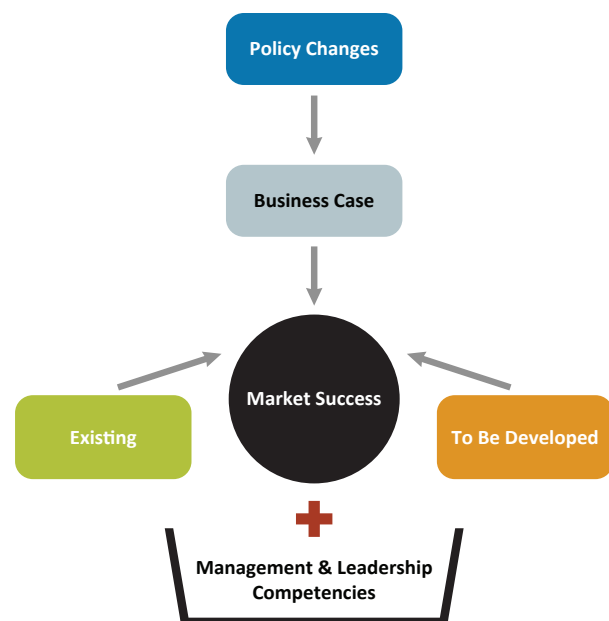 Policy Changes
Business Case
Market Success
Existing
To Be Developed
Management & Leadership
Competencies